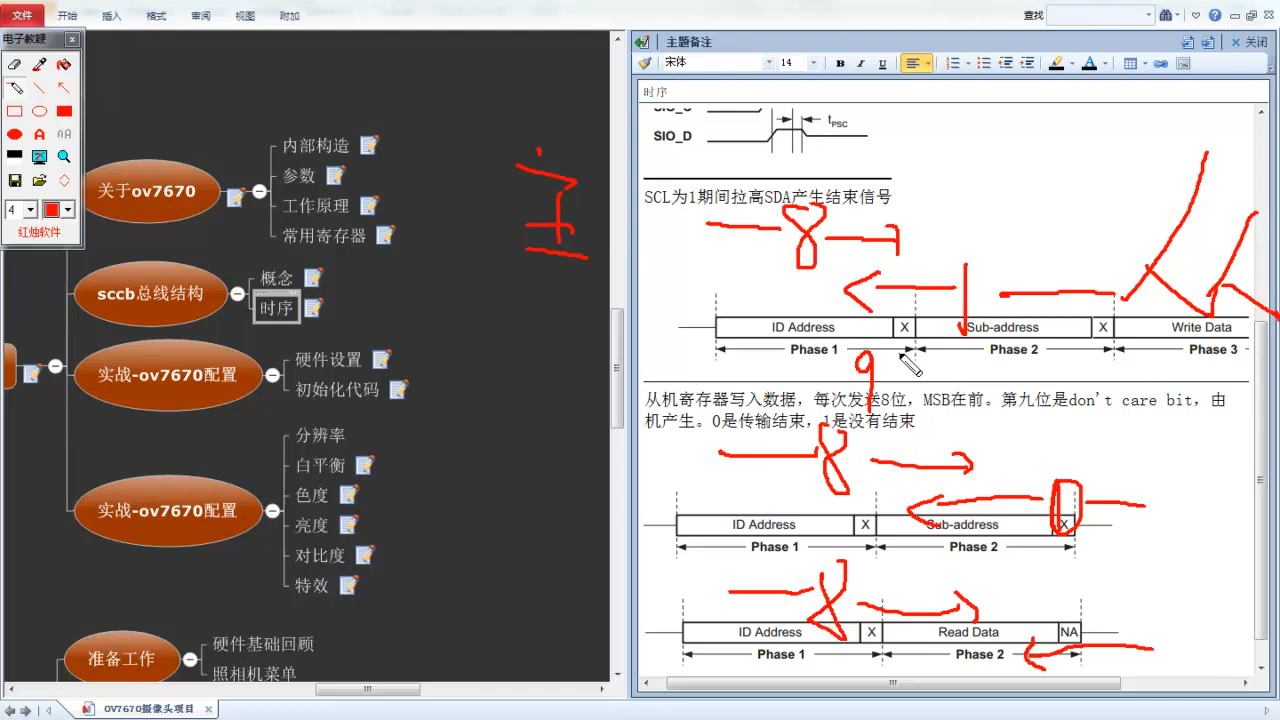 文件 开始 插入 格式 审阅 视图 附加 查找
电子教鞭
4
红烛软件
关于ov7670
内部构造
参数
工作原理
常用寄存器
sccb总线结构
概念
时序
实战-ov7670配置
硬件设置
初始化代码
实战-ov7670配置
分辨率
白平衡
色度
亮度
对比度
特效
准备工作
硬件基础回顾
照相机菜单
OV7670摄像头项目
主题备注 关闭
宋体 14 B I U
时序
SIO_C
SIO_D tPSC
SCL为1期间拉高SDA产生结束信号
8
主
ID Address X Sub-address X Write Data
Phase 1 Phase 2 Phase 3
9
从机寄存器写入数据，每次发送8位，MSB在前。第九位是don't care bit，由
机产生。0是传输结束，1是没有结束
8
ID Address X Sub-address X
Phase 1 Phase 2
8
ID Address X Read Data NA
Phase 1 Phase 2